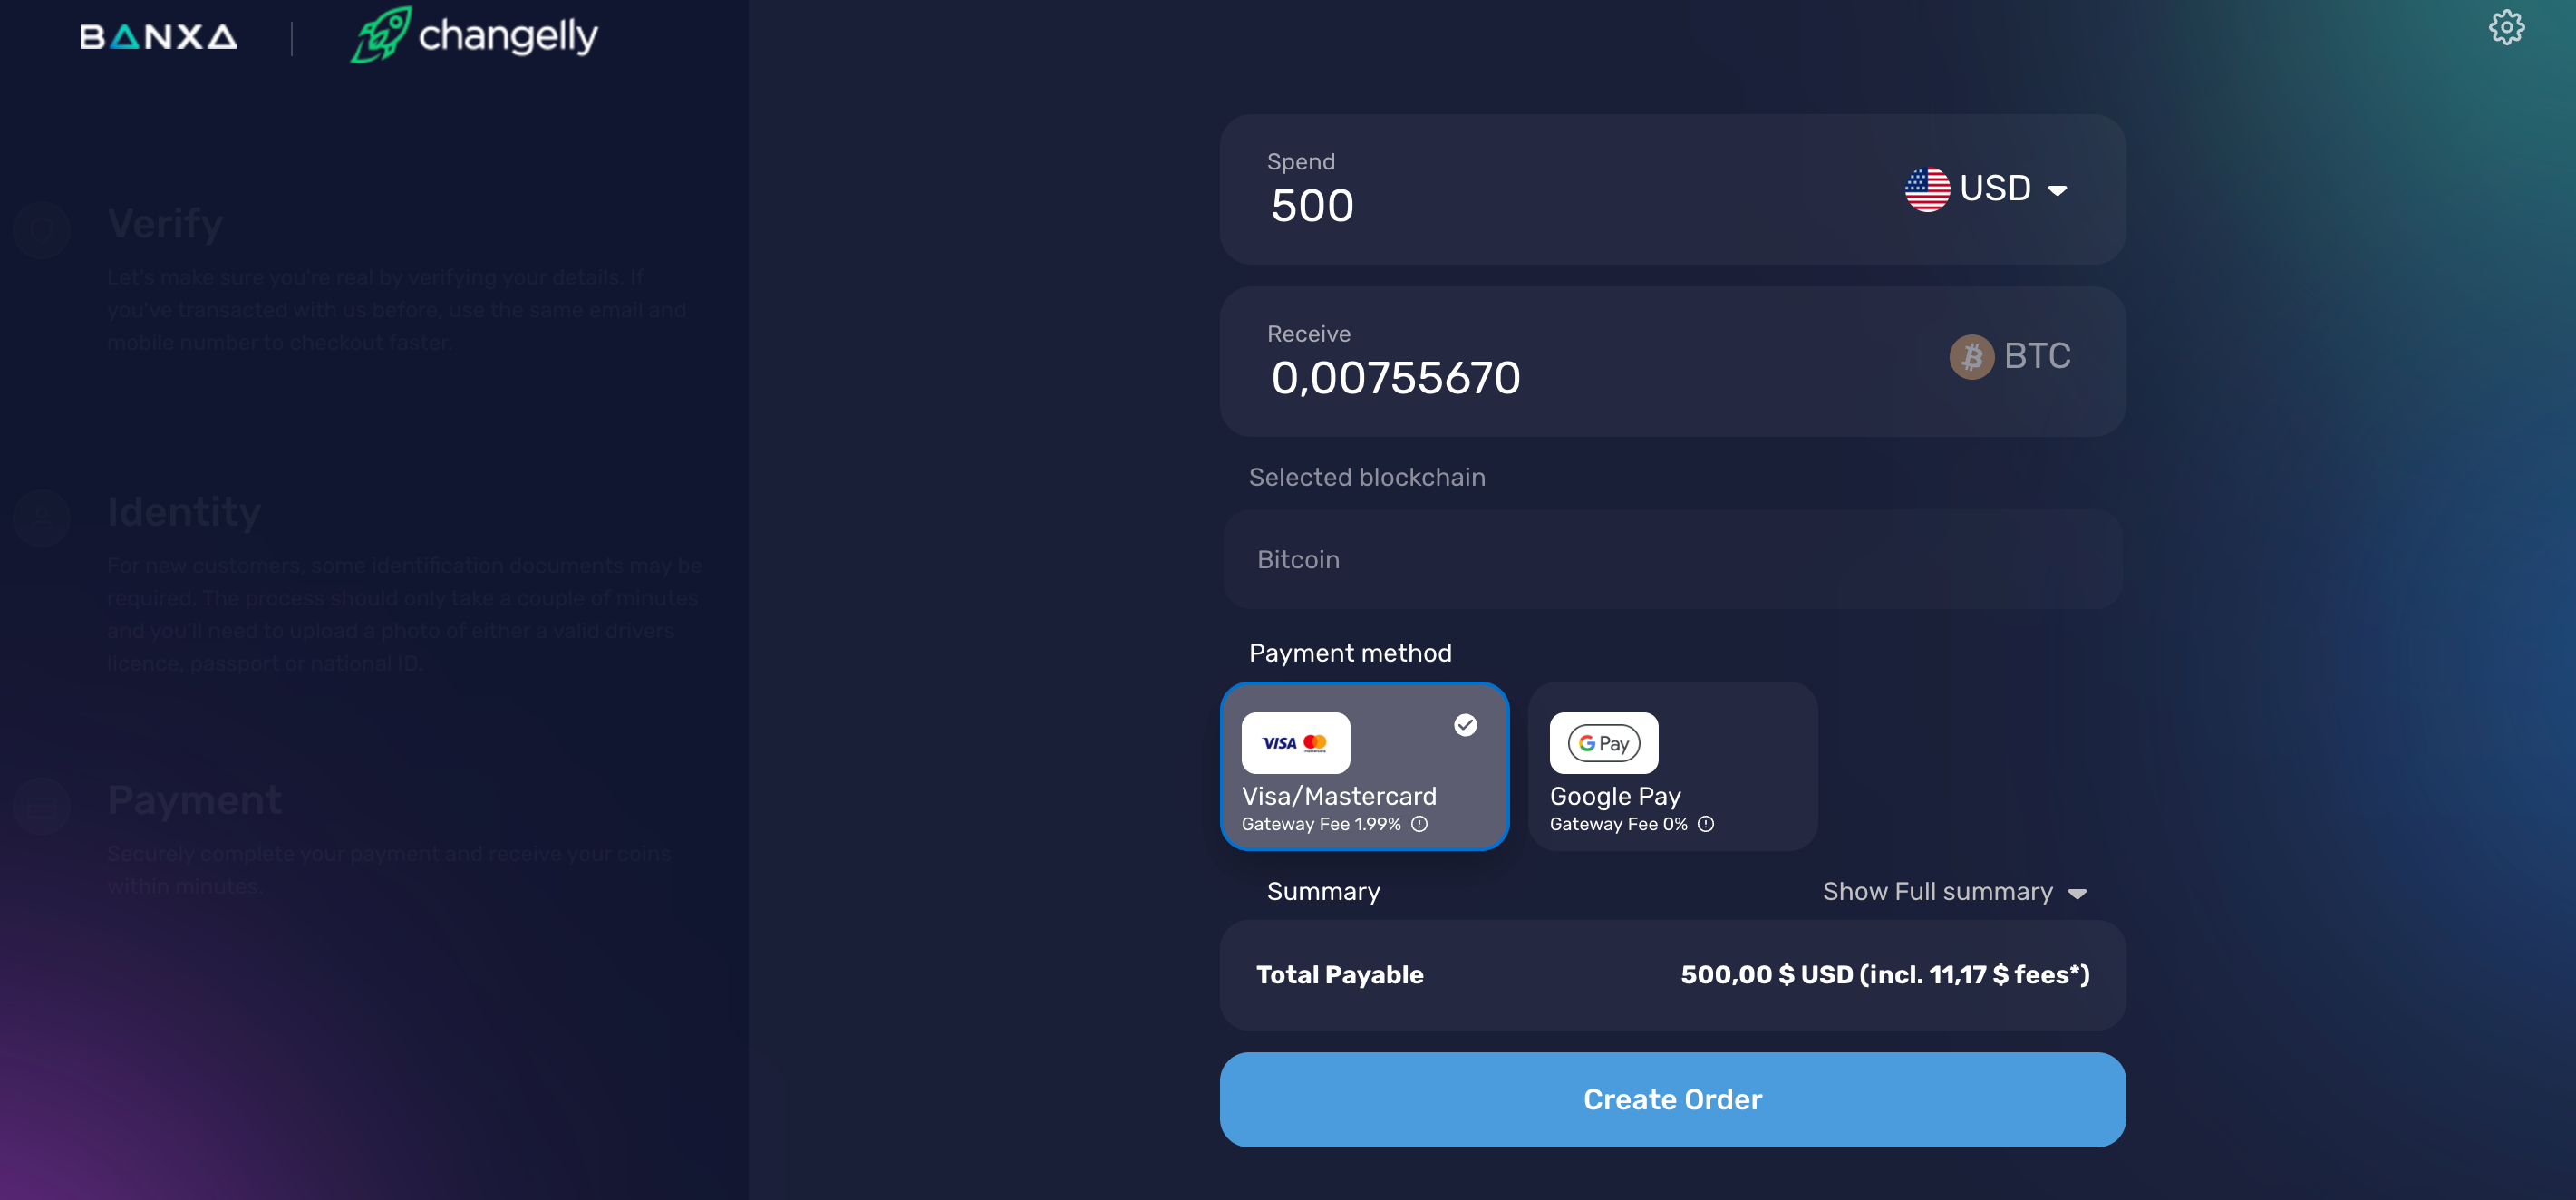 BANXA
changelly
Verify
Let's make sure you're real by verifying your details. If
you've transacted with us before, use the same email and
mobile number to checkout faster.
Identity
For new customers, some identification documents may be
required. The process should only take a couple of minutes
and you'll need to upload a photo of either a valid drivers
licence, passport or national ID.
Payment
Securely complete your payment and receive your coins
within minutes.
Spend
500
USD
Receive
0,00755670
BTC
Selected blockchain
Bitcoin
Payment method
VISA mastercard
Visa/Mastercard
Gateway Fee 1.99%
G Pay
Google Pay
Gateway Fee 0%
Summary
Show Full summary
Total Payable
500,00 $ USD (incl. 11,17 $ fees*)
Create Order